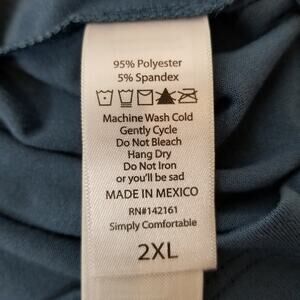 95% Polyester
5% Spandex
Machine Wash Cold
Gently Cycle
Do Not Bleach
Hang Dry
Do Not Iron
or you'll be sad
MADE IN MEXICO
RN#142161
Simply Comfortable
2XL